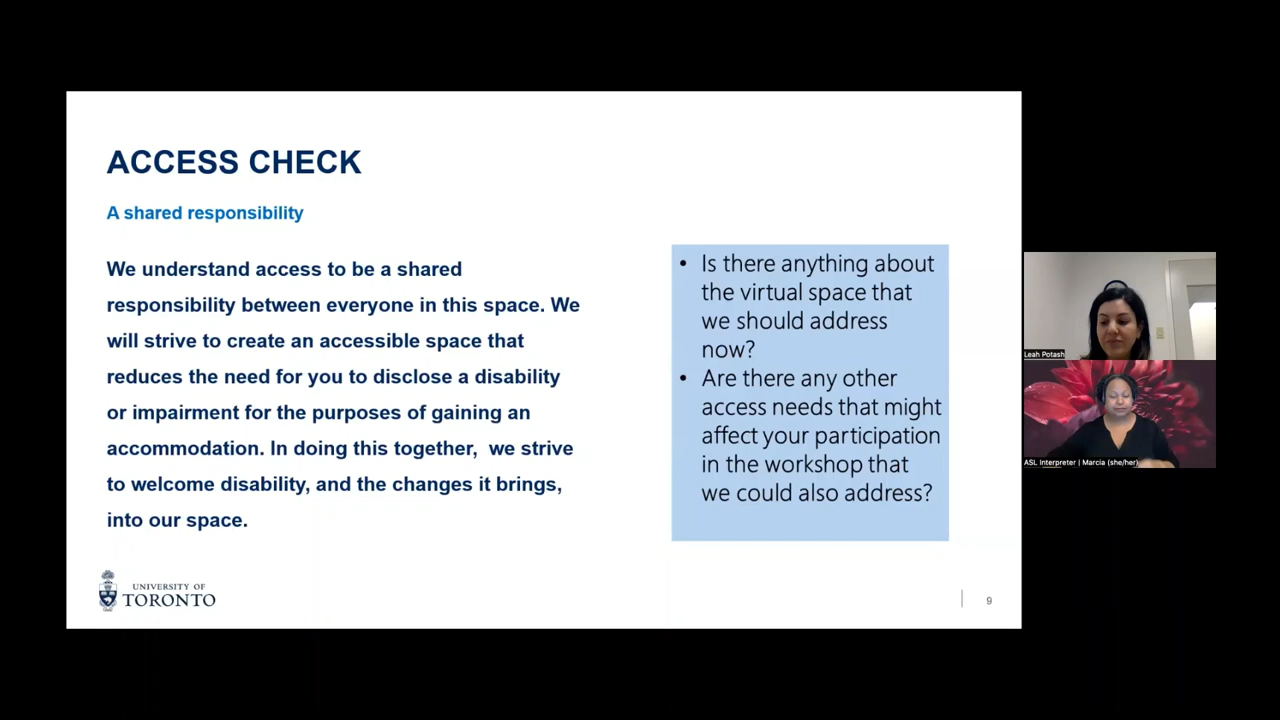 ACCESS CHECK
A shared responsibility
We understand access to be a shared
responsibility between everyone in this space. We
will strive to create an accessible space that
reduces the need for you to disclose a disability
or impairment for the purposes of gaining an
accommodation. In doing this together,  we strive
to welcome disability, and the changes it brings,
into our space.
• Is there anything about
the virtual space that
we should address
now?
• Are there any other
access needs that might
affect your participation
in the workshop that
we could also address?
UNIVERSITY OF
TORONTO
9
Leah Potash
ASL Interpreter | Marcia (she/her)